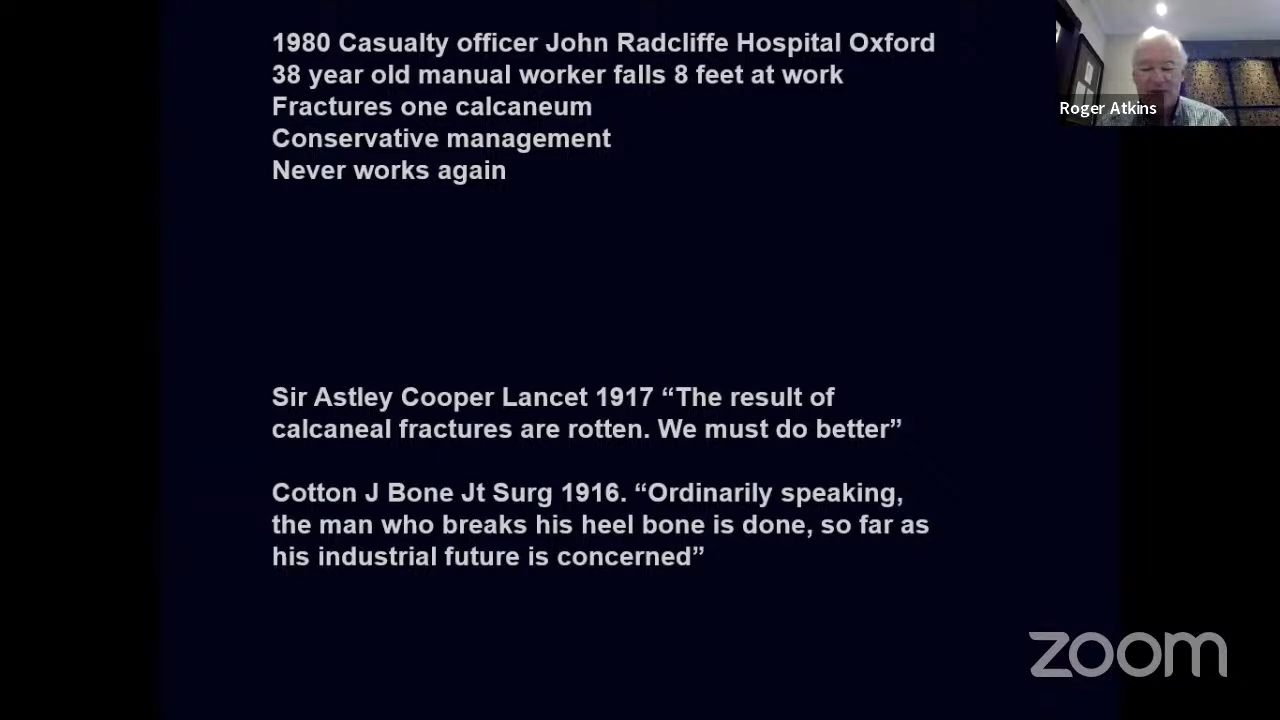 1980 Casualty officer John Radcliffe Hospital Oxford
38 year old manual worker falls 8 feet at work
Fractures one calcaneum
Conservative management
Never works again
Roger Atkins
Sir Astley Cooper Lancet 1917 “The result of
calcaneal fractures are rotten. We must do better”
Cotton J Bone Jt Surg 1916. “Ordinarily speaking,
the man who breaks his heel bone is done, so far as
his industrial future is concerned”
zoom